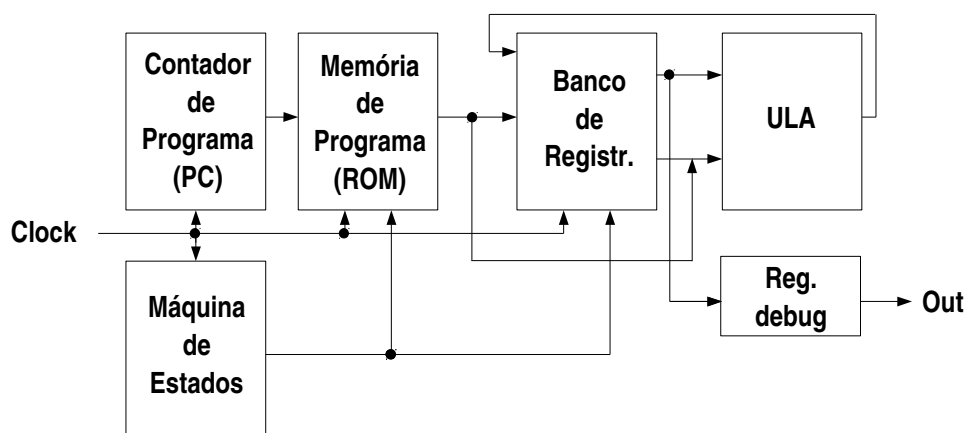 Contador
de
Programa
(PC)
Memória
de
Programa
(ROM)
Banco
de
Registr.
ULA
Clock
Máquina
de
Estados
Reg.
debug
Out